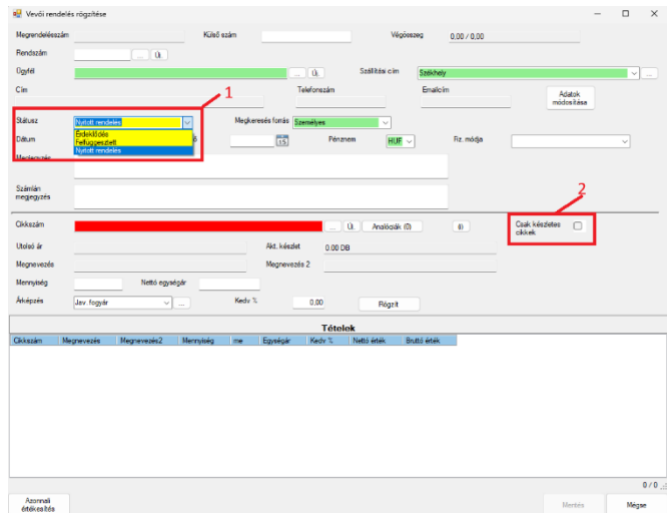 Vevői rendelés rögzítése
Megrendelésszám Külső szám Végösszeg 0,00 / 0,00
Rendszám ... Új
Ügyfél ... Új Szállítási cím Székhely ...
Cím Telefonszám Emailcím Adatok módosítása
1
Státusz Nyitott rendelés Megkeresés forrás Személyes
Érdeklődés
Felfüggesztett
Nyitott rendelés
Dátum 15 Pénznem HUF Fiz. módja
Megjegyzés
Számlán megjegyzés
2
Cikkszám ... Új Analógiák (0) Csak készletes cikkek
Utolsó ár Akt. készlet 0.00 DB
Megnevezés Megnevezés 2
Mennyiség Nettó egységár
Árképzés Jav. fogyár ... Kedv % 0.00 Rögzít
Tételek
Cikkszám Megnevezés Megnevezés2 Mennyiség me Egységár Kedv % Nettó érték Bruttó érték
0 / 0
Azonnali értékesítés Mentés Mégse